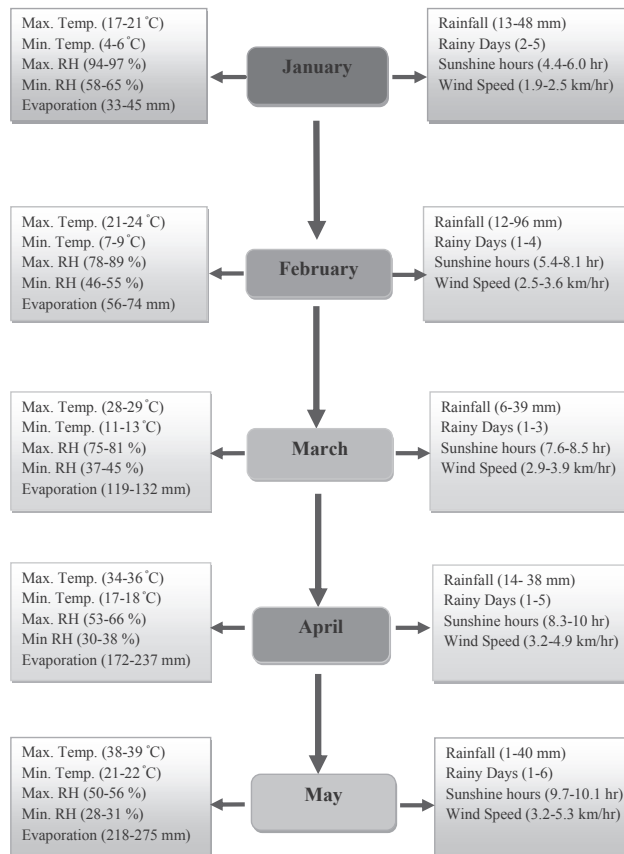 Max. Temp. (17-21 °C)
Min. Temp. (4-6 °C)
Max. RH (94-97 %)
Min. RH (58-65 %)
Evaporation (33-45 mm)
January
Rainfall (13-48 mm)
Rainy Days (2-5)
Sunshine hours (4.4-6.0 hr)
Wind Speed (1.9-2.5 km/hr)
Max. Temp. (21-24 °C)
Min. Temp. (7-9 °C)
Max. RH (78-89 %)
Min. RH (46-55 %)
Evaporation (56-74 mm)
February
Rainfall (12-96 mm)
Rainy Days (1-4)
Sunshine hours (5.4-8.1 hr)
Wind Speed (2.5-3.6 km/hr)
Max. Temp. (28-29 °C)
Min. Temp. (11-13 °C)
Max. RH (75-81 %)
Min. RH (37-45 %)
Evaporation (119-132 mm)
March
Rainfall (6-39 mm)
Rainy Days (1-3)
Sunshine hours (7.6-8.5 hr)
Wind Speed (2.9-3.9 km/hr)
Max. Temp. (34-36 °C)
Min. Temp. (17-18 °C)
Max. RH (53-66 %)
Min RH (30-38 %)
Evaporation (172-237 mm)
April
Rainfall (14- 38 mm)
Rainy Days (1-5)
Sunshine hours (8.3-10 hr)
Wind Speed (3.2-4.9 km/hr)
Max. Temp. (38-39 °C)
Min. Temp. (21-22 °C)
Max. RH (50-56 %)
Min. RH (28-31 %)
Evaporation (218-275 mm)
May
Rainfall (1-40 mm)
Rainy Days (1-6)
Sunshine hours (9.7-10.1 hr)
Wind Speed (3.2-5.3 km/hr)